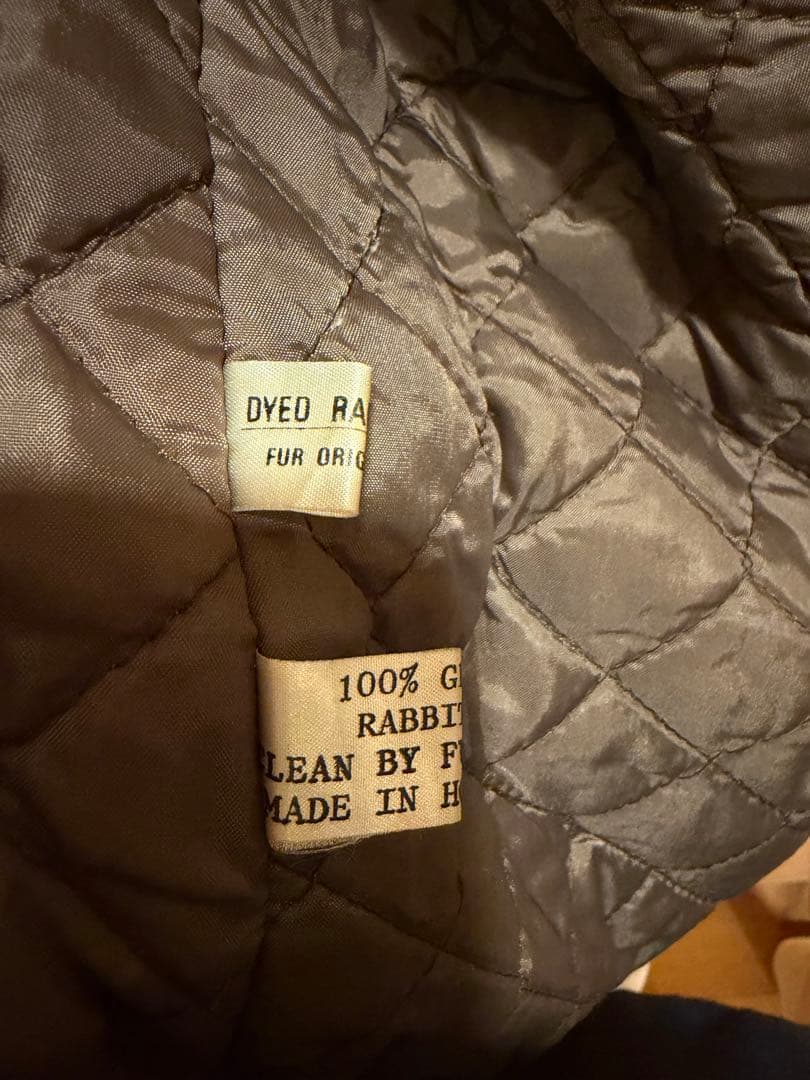 DYED RA
FUR ORIG
100% G
RABBIT
LEAN BY F
MADE IN H